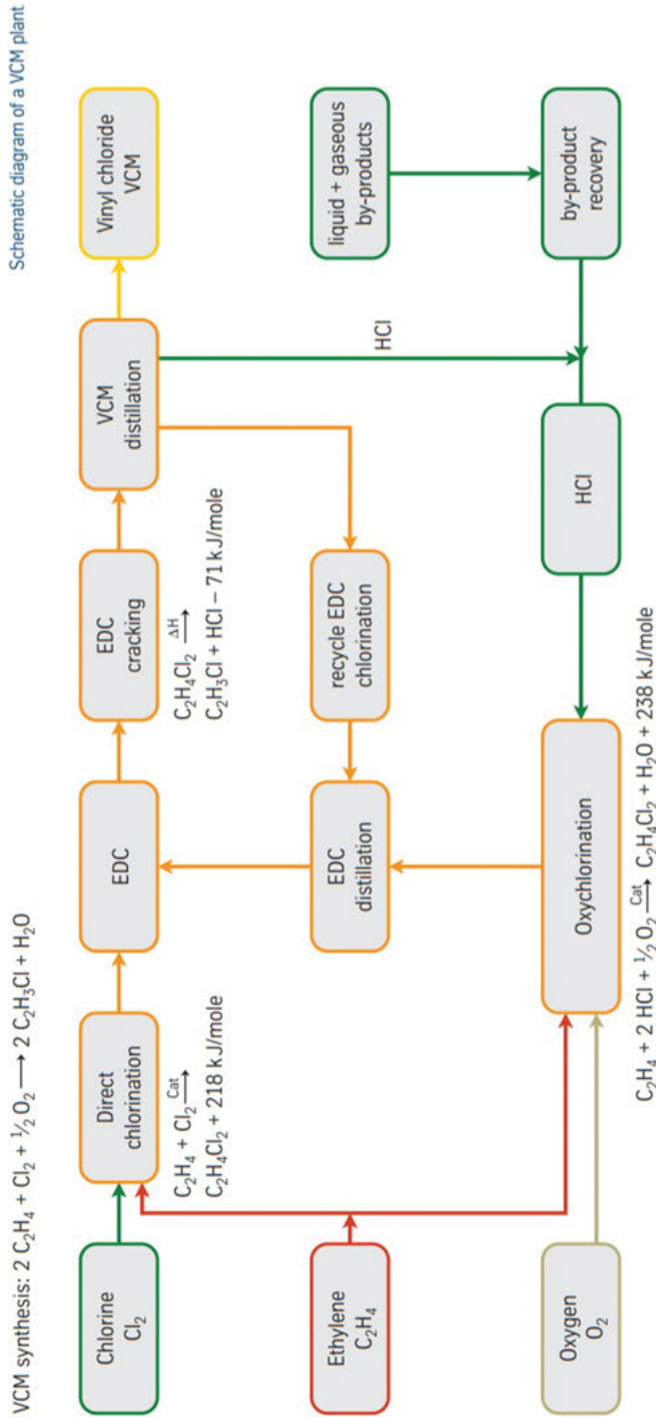 Schematic diagram of a VCM plant
VCM synthesis: 2 C₂H₄ + Cl₂ + ½ O₂ ⟶ 2 C₂H₃Cl + H₂O
Chlorine
Cl₂
Direct
chlorination
C₂H₄ + Cl₂ Cat⟶
C₂H₄Cl₂ + 218 kJ/mole
EDC
EDC
cracking
C₂H₄Cl₂ ΔH⟶
C₂H₃Cl + HCl – 71 kJ/mole
VCM
distillation
Vinyl chloride
VCM
Ethylene
C₂H₄
EDC
distillation
recycle EDC
chlorination
HCl
liquid + gaseous
by-products
Oxygen
O₂
Oxychlorination
HCl
by-product
recovery
C₂H₄ + 2 HCl + ½ O₂ Cat⟶ C₂H₄Cl₂ + H₂O + 238 kJ/mole